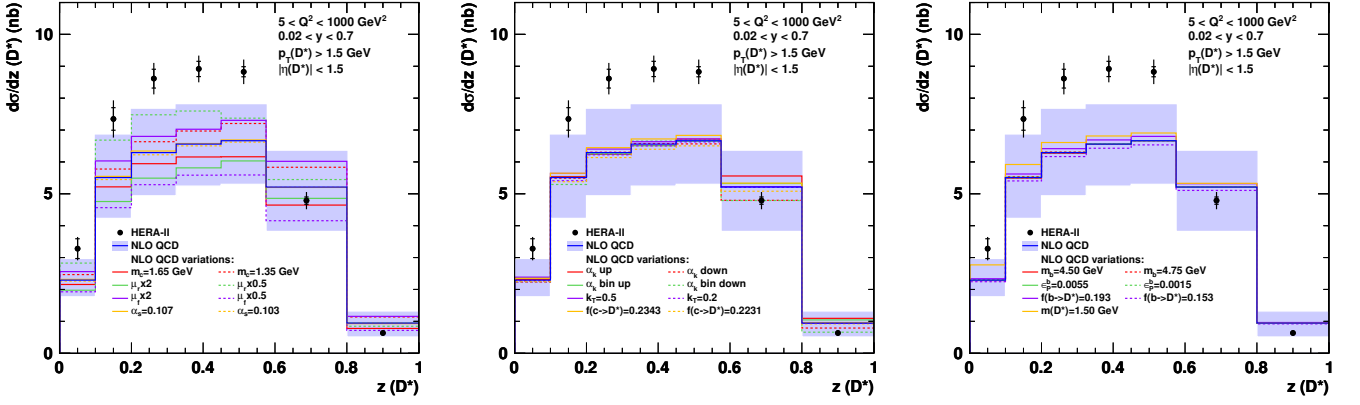 dσ/dz (D*) (nb)
10
5
0
5 < Q² < 1000 GeV²
0.02 < y < 0.7
p_T(D*) > 1.5 GeV
|η(D*)| < 1.5
HERA-II
NLO QCD
NLO QCD variations:
m_c=1.65 GeV m_c=1.35 GeV
μ_r x2 μ_r x0.5
μ_f x2 μ_f x0.5
α_s=0.107 α_s=0.103
0 0.2 0.4 0.6 0.8 1
z (D*)
dσ/dz (D*) (nb)
10
5
0
5 < Q² < 1000 GeV²
0.02 < y < 0.7
p_T(D*) > 1.5 GeV
|η(D*)| < 1.5
HERA-II
NLO QCD
NLO QCD variations:
α_k up α_k down
α_k bin up α_k bin down
k_T=0.5 k_T=0.2
f(c->D*)=0.2343 f(c->D*)=0.2231
0 0.2 0.4 0.6 0.8 1
z (D*)
dσ/dz (D*) (nb)
10
5
0
5 < Q² < 1000 GeV²
0.02 < y < 0.7
p_T(D*) > 1.5 GeV
|η(D*)| < 1.5
HERA-II
NLO QCD
NLO QCD variations:
m_b=4.50 GeV m_b=4.75 GeV
ϵ_P^b=0.0055 ϵ_P^b=0.0015
f(b->D*)=0.193 f(b->D*)=0.153
m(D*)=1.50 GeV
0 0.2 0.4 0.6 0.8 1
z (D*)